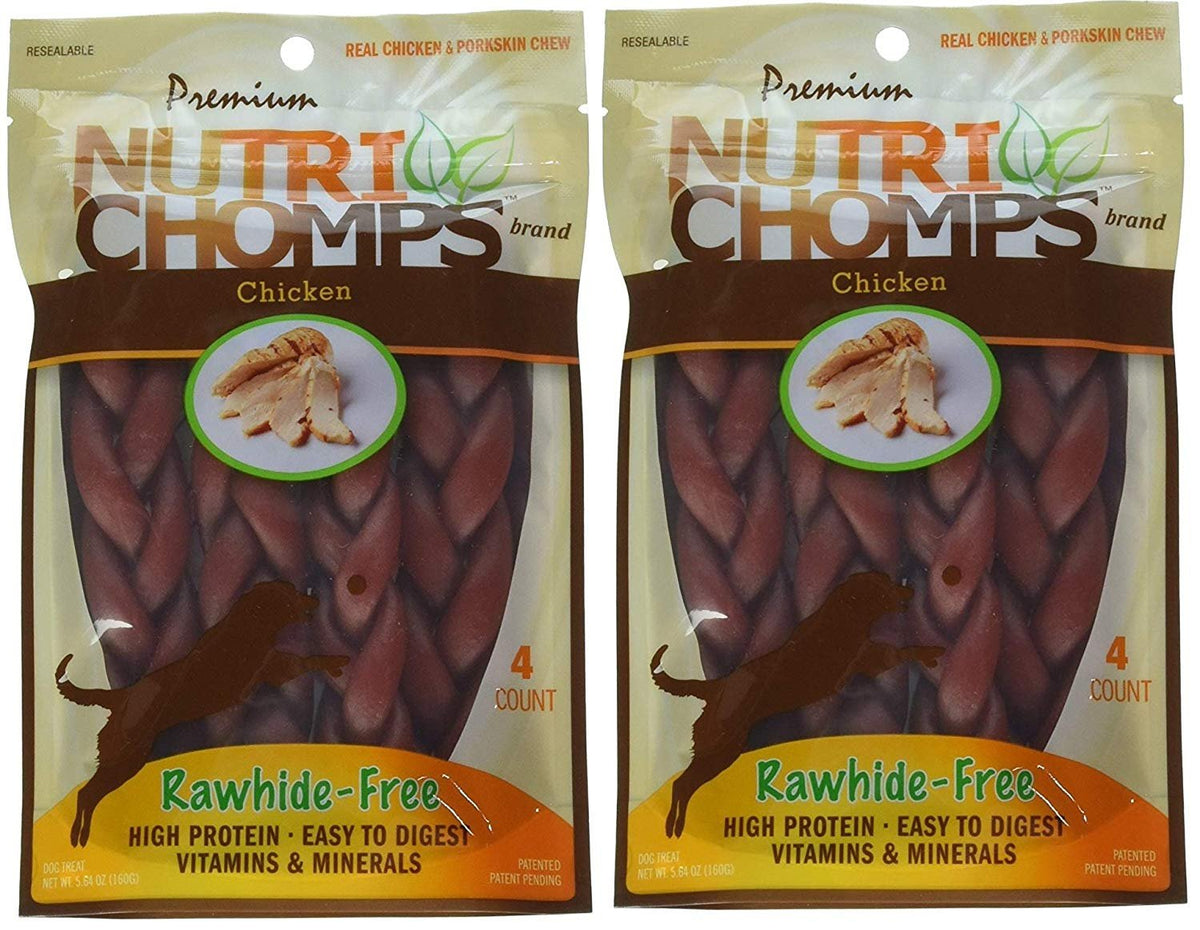 RESEALABLE
REAL CHICKEN & PORKSKIN CHEW
Premium
NUTRI
CHOMPS™ brand
Chicken
4
COUNT
Rawhide-Free
HIGH PROTEIN · EASY TO DIGEST
VITAMINS & MINERALS
DOG TREAT
NET WT. 5.64 OZ (160G)
PATENTED
PATENT PENDING
RESEALABLE
REAL CHICKEN & PORKSKIN CHEW
Premium
NUTRI
CHOMPS™ brand
Chicken
4
COUNT
Rawhide-Free
HIGH PROTEIN · EASY TO DIGEST
VITAMINS & MINERALS
DOG TREAT
NET WT. 5.64 OZ (160G)
PATENTED
PATENT PENDING